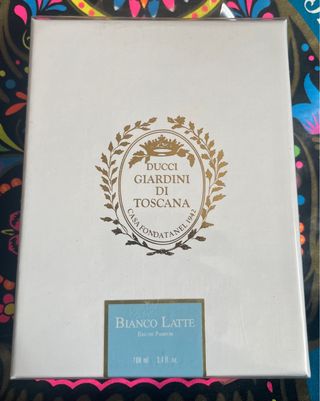 DUCCI
GIARDINI
DI
TOSCANA
CASA FONDATA NEL 1942
BIANCO LATTE
EAU DE PARFUM
100 ml 3.4 fl. oz.